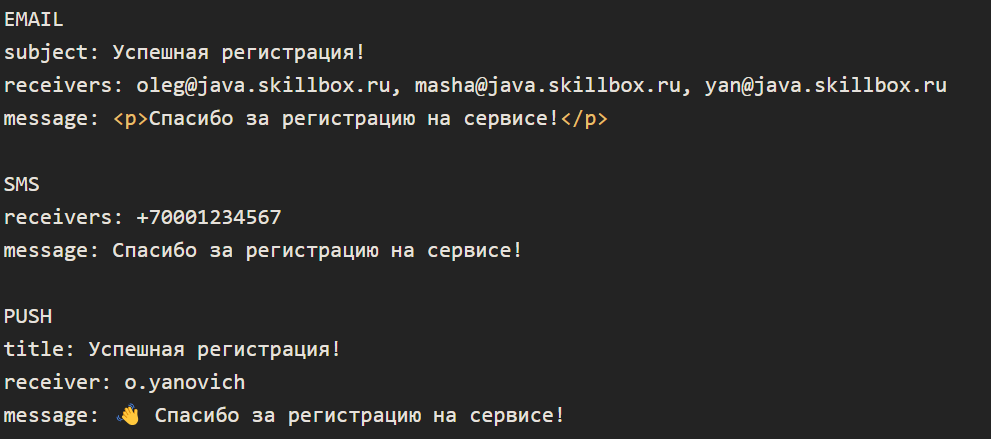 EMAIL
subject: Успешная регистрация!
receivers: oleg@java.skillbox.ru, masha@java.skillbox.ru, yan@java.skillbox.ru
message: <p>Спасибо за регистрацию на сервисе!</p>
SMS
receivers: +70001234567
message: Спасибо за регистрацию на сервисе!
PUSH
title: Успешная регистрация!
receiver: o.yanovich
message: 👋 Спасибо за регистрацию на сервисе!